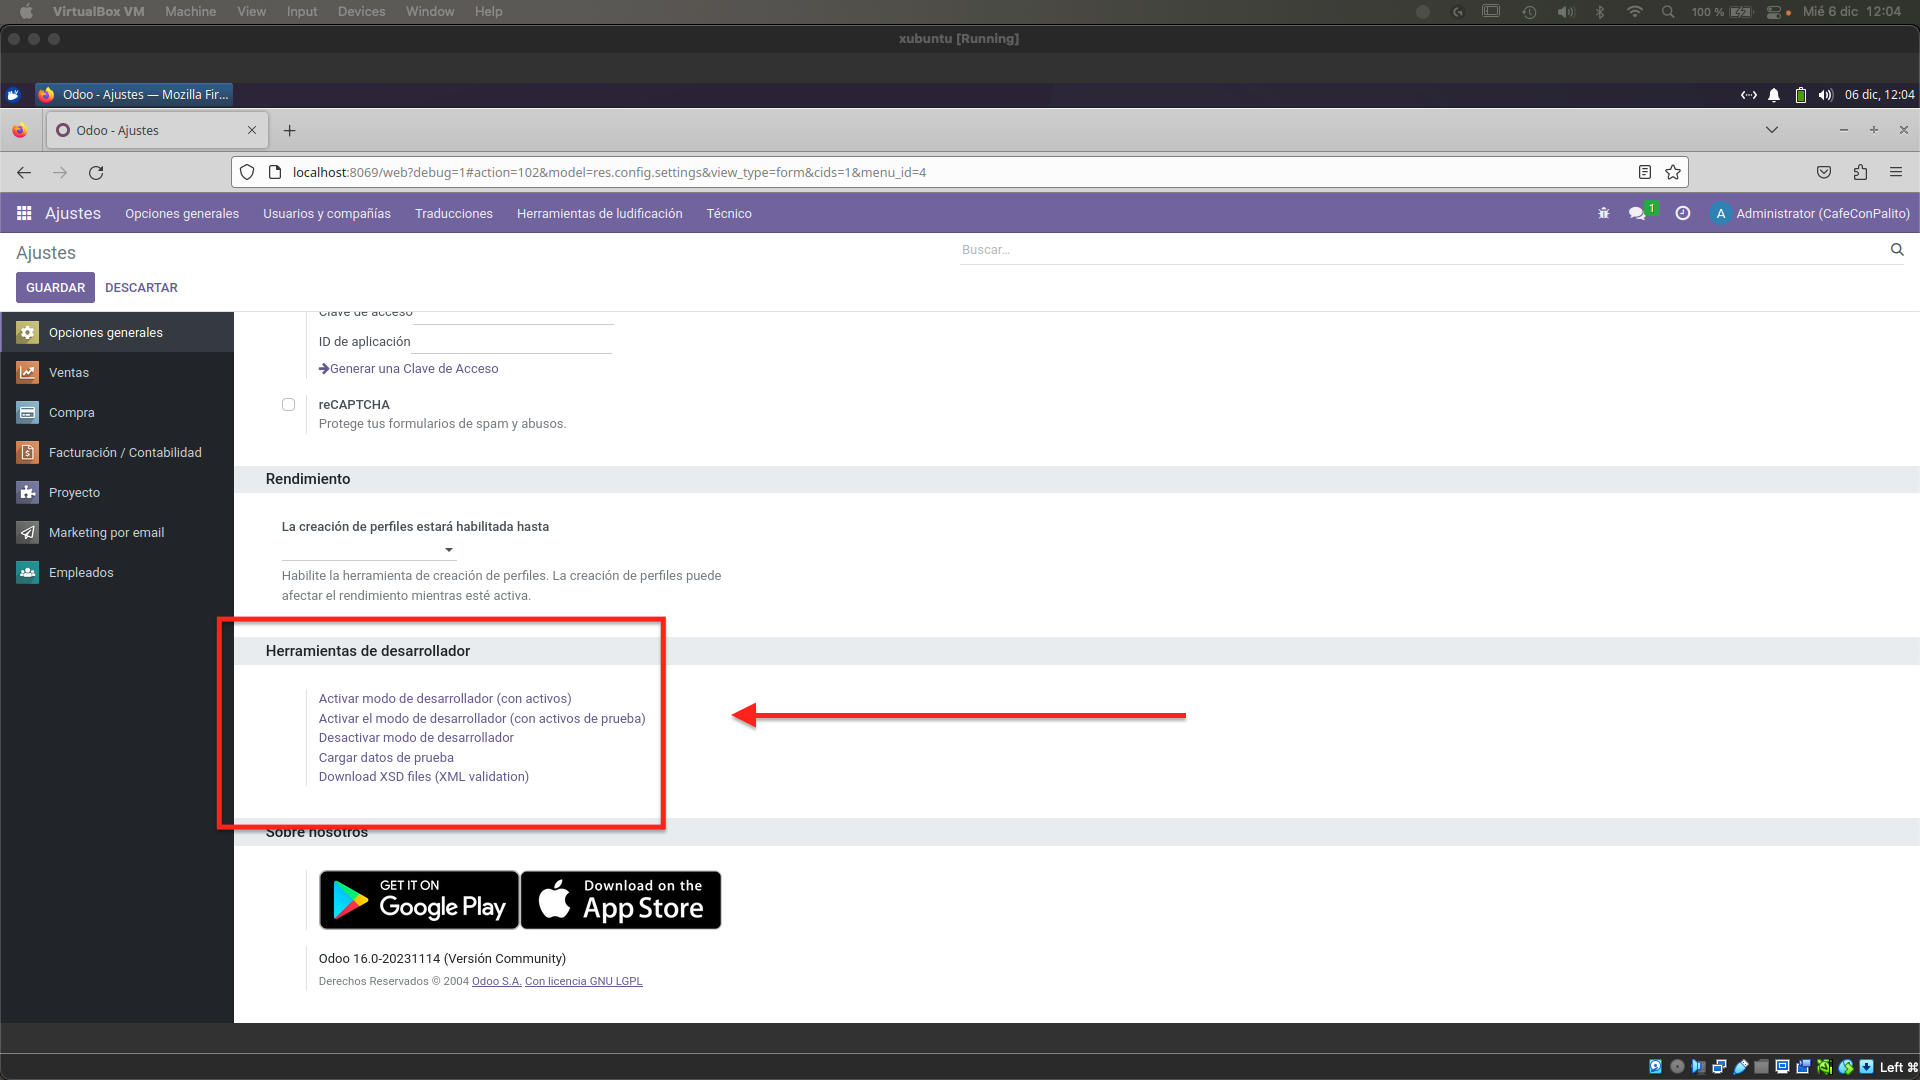 VirtualBox VM Machine View Input Devices Window Help 100 % Mié 6 dic 12:04
xubuntu [Running]
Odoo - Ajustes — Mozilla Fir... 06 dic, 12:04
Odoo - Ajustes
localhost:8069/web?debug=1#action=102&model=res.config.settings&view_type=form&cids=1&menu_id=4
Ajustes Opciones generales Usuarios y compañías Traducciones Herramientas de ludificación Técnico 1 A Administrator (CafeConPalito)
Ajustes Buscar...
GUARDAR DESCARTAR
Opciones generales
Ventas
Compra
Facturación / Contabilidad
Proyecto
Marketing por email
Empleados
Clave de acceso
ID de aplicación
Generar una Clave de Acceso
reCAPTCHA
Protege tus formularios de spam y abusos.
Rendimiento
La creación de perfiles estará habilitada hasta
Habilite la herramienta de creación de perfiles. La creación de perfiles puede
afectar el rendimiento mientras esté activa.
Herramientas de desarrollador
Activar modo de desarrollador (con activos)
Activar el modo de desarrollador (con activos de prueba)
Desactivar modo de desarrollador
Cargar datos de prueba
Download XSD files (XML validation)
Sobre nosotros
GET IT ON Google Play
Download on the App Store
Odoo 16.0-20231114 (Versión Community)
Derechos Reservados © 2004 Odoo S.A. Con licencia GNU LGPL
Left ⌘